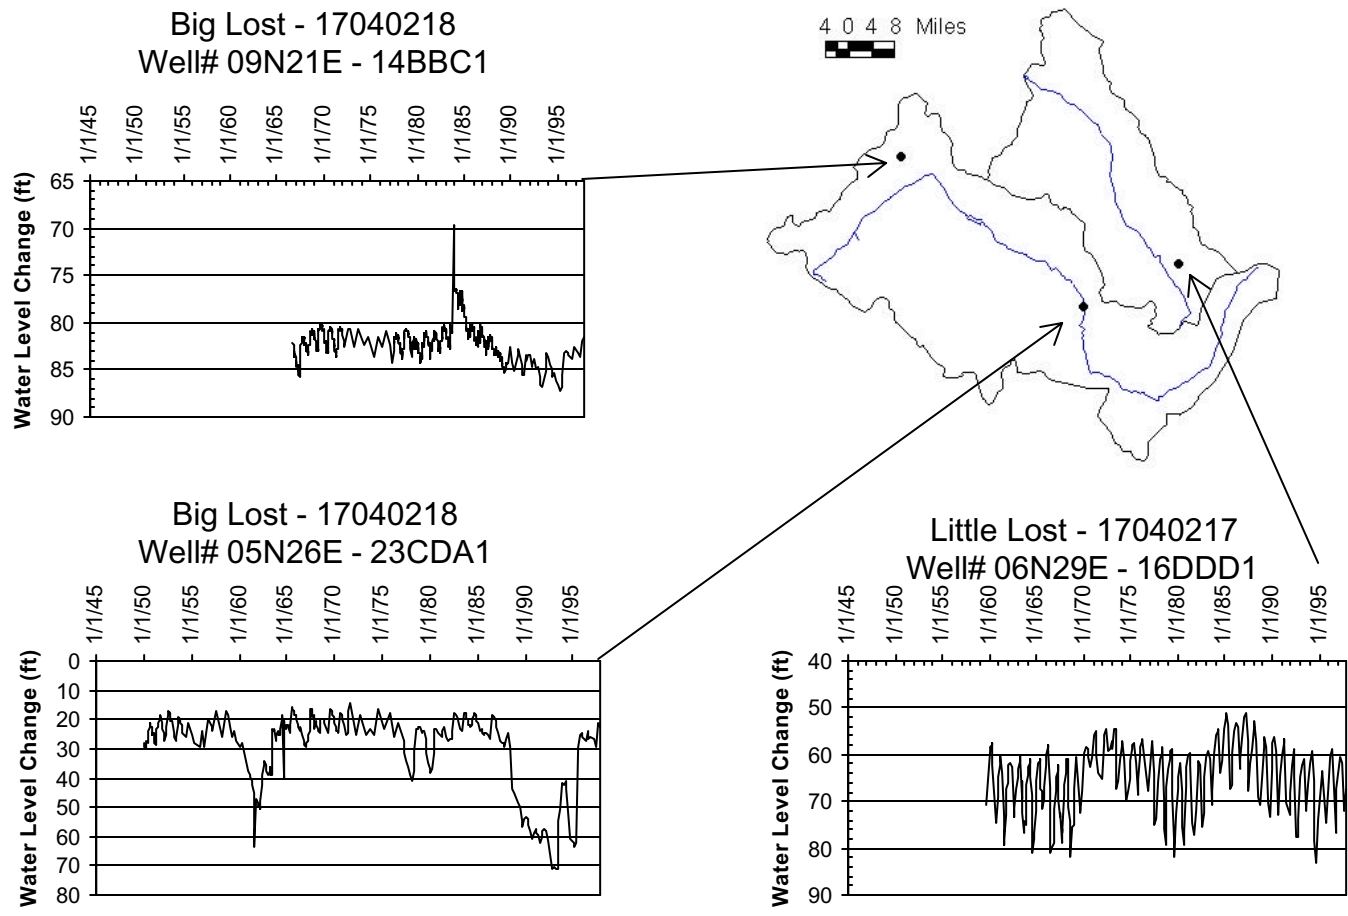 Big Lost - 17040218
Well# 09N21E - 14BBC1
1/1/45 1/1/50 1/1/55 1/1/60 1/1/65 1/1/70 1/1/75 1/1/80 1/1/85 1/1/90 1/1/95
Water Level Change (ft)
65
70
75
80
85
90
4 0 4 8 Miles
Big Lost - 17040218
Well# 05N26E - 23CDA1
1/1/45 1/1/50 1/1/55 1/1/60 1/1/65 1/1/70 1/1/75 1/1/80 1/1/85 1/1/90 1/1/95
Water Level Change (ft)
0
10
20
30
40
50
60
70
80
Little Lost - 17040217
Well# 06N29E - 16DDD1
1/1/45 1/1/50 1/1/55 1/1/60 1/1/65 1/1/70 1/1/75 1/1/80 1/1/85 1/1/90 1/1/95
Water Level Change (ft)
40
50
60
70
80
90